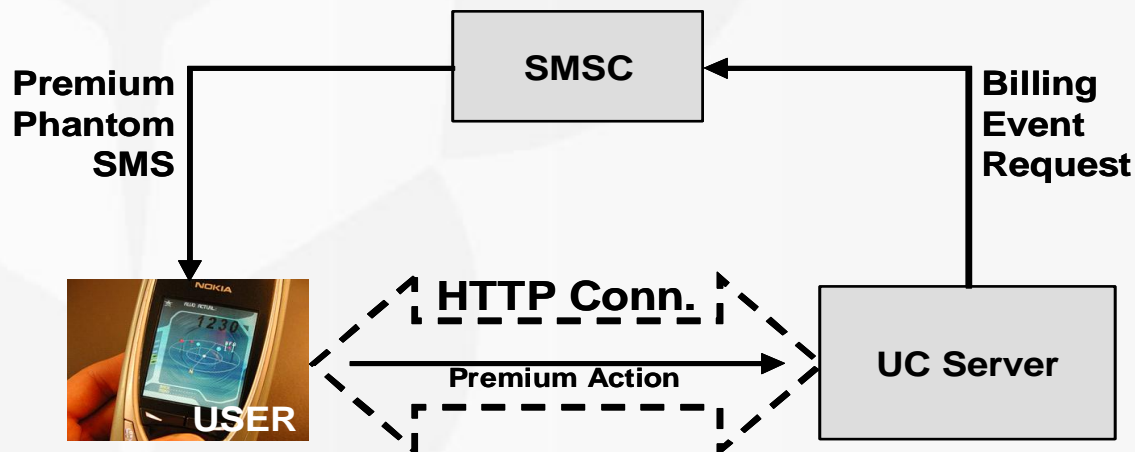 SMSC
Premium
Phantom
SMS
Billing
Event
Request
NOKIA
1230
HTTP Conn.
Premium Action
UC Server
USER